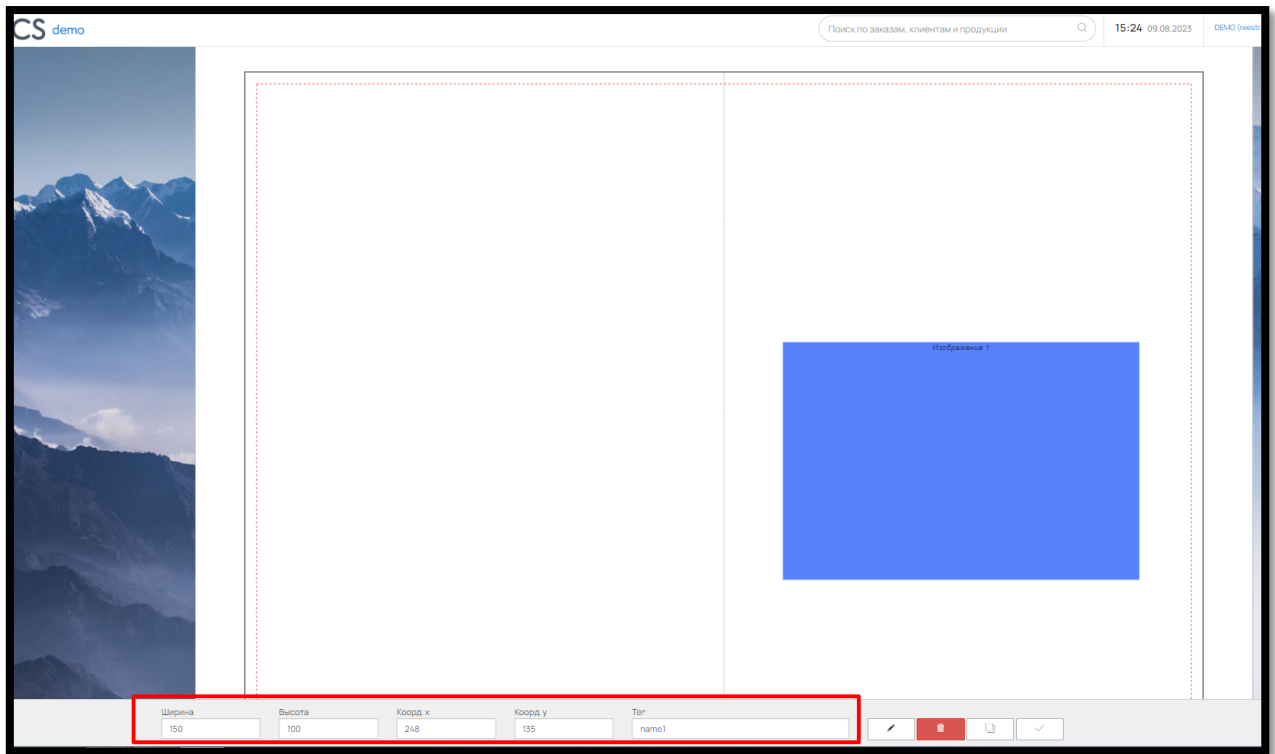 CS demo
Поиск по заказам, клиентам и продукции
15:24 09.08.2023
DEMO (reestr
Изображение 1
Ширина Высота Коорд. x Коорд. y Тег
150 100 248 135 name1